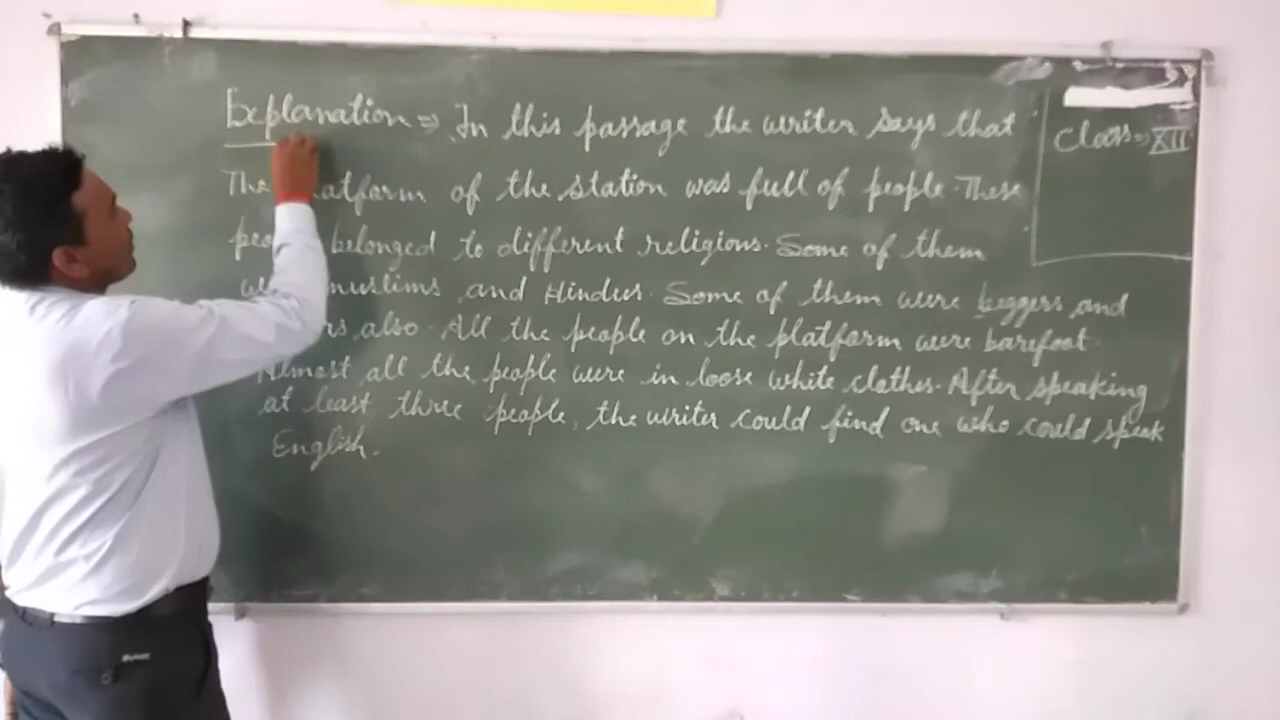 Explanation ⇒ In this passage the writer says that
The platform of the station was full of people. These
people belonged to different religions. Some of them
were muslims and Hindus. Some of them were beggers and
also. All the people on the platform were barefoot.
Almost all the people were in loose white clothes. After speaking
at least three people, the writer could find one who could speak
English.
Class ⇒ XII